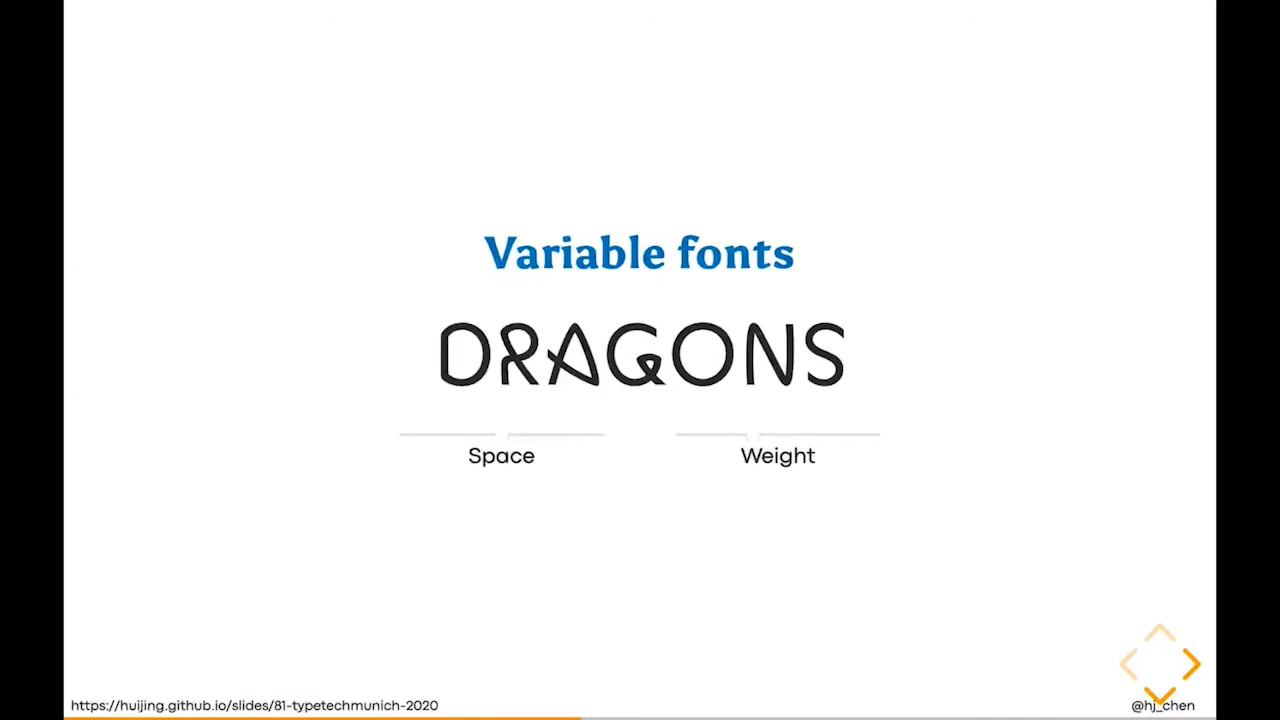 Variable fonts
DRAGONS
Space
Weight
https://huijing.github.io/slides/81-typetechmunich-2020
@hj_chen